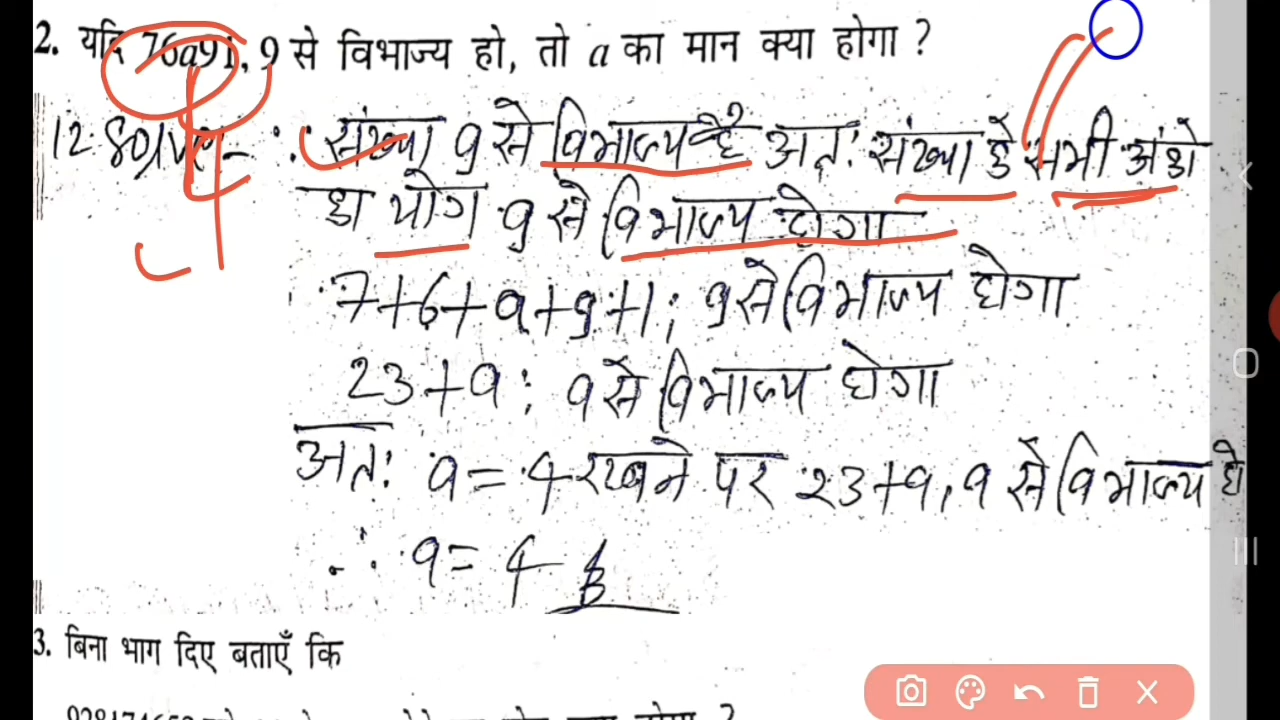 2. यदि 76a91, 9 से विभाज्य हो, तो a का मान क्या होगा ?
12. Solve - : संख्या 9 से विभाज्य है अतः संख्या के सभी अंको
का योग 9 से विभाज्य होगा
7+6+a+9+1; 9 से विभाज्य होगा
23+a : 9 से विभाज्य होगा
अतः a = 4 रखने पर 23+a, 9 से विभाज्य हो
∴ a = 4
3. बिना भाग दिए बताएँ कि